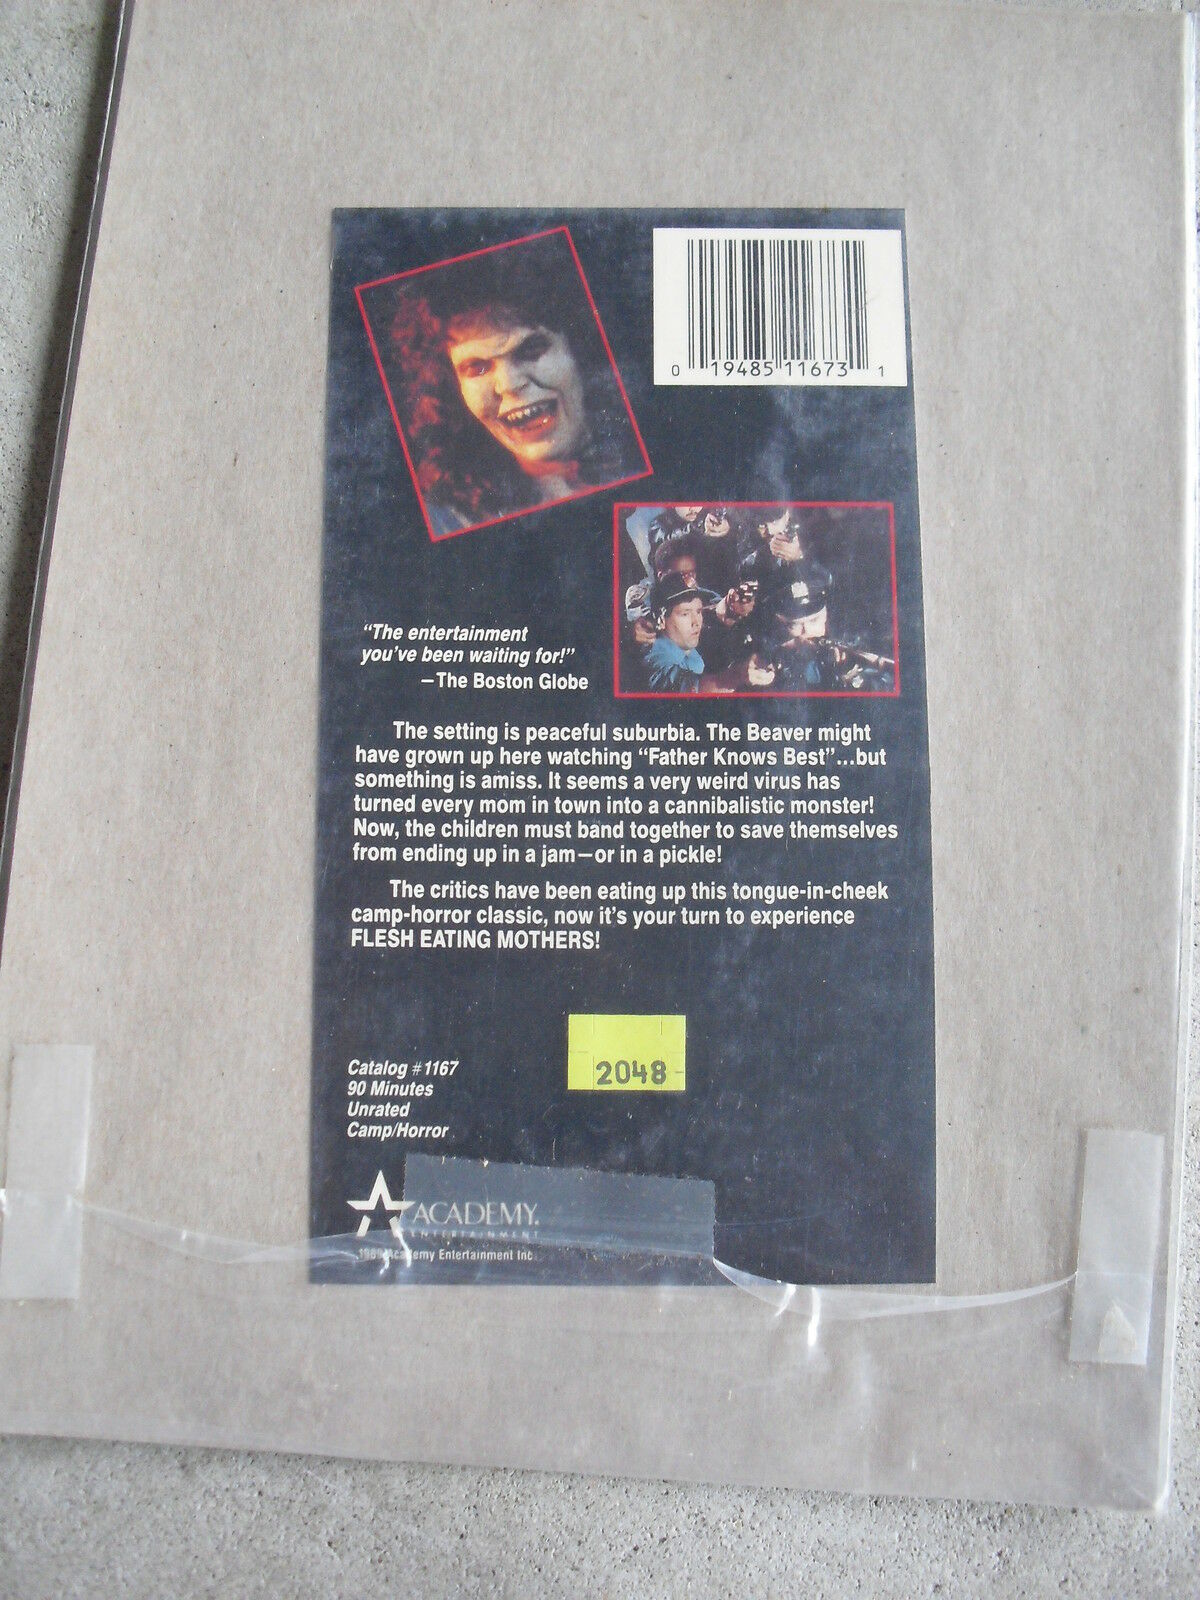 0 19485 11673 1
“The entertainment
you’ve been waiting for!”
—The Boston Globe
The setting is peaceful suburbia. The Beaver might
have grown up here watching “Father Knows Best”...but
something is amiss. It seems a very weird virus has
turned every mom in town into a cannibalistic monster!
Now, the children must band together to save themselves
from ending up in a jam—or in a pickle!
The critics have been eating up this tongue-in-cheek
camp-horror classic, now it’s your turn to experience
FLESH EATING MOTHERS!
2048
Catalog #1167
90 Minutes
Unrated
Camp/Horror
ACADEMY
ENTERTAINMENT
1989 Academy Entertainment Inc